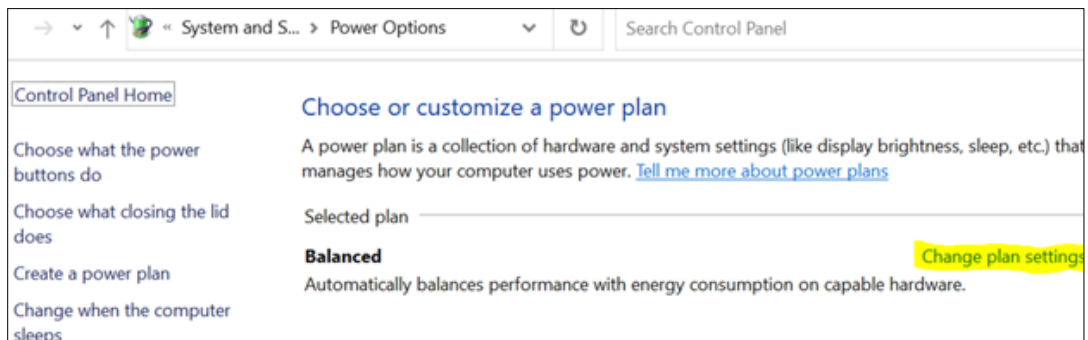 « System and S... > Power Options
Search Control Panel
Control Panel Home
Choose what the power
buttons do
Choose what closing the lid
does
Create a power plan
Change when the computer
sleeps
Choose or customize a power plan
A power plan is a collection of hardware and system settings (like display brightness, sleep, etc.) that
manages how your computer uses power. Tell me more about power plans
Selected plan
Balanced
Change plan settings
Automatically balances performance with energy consumption on capable hardware.